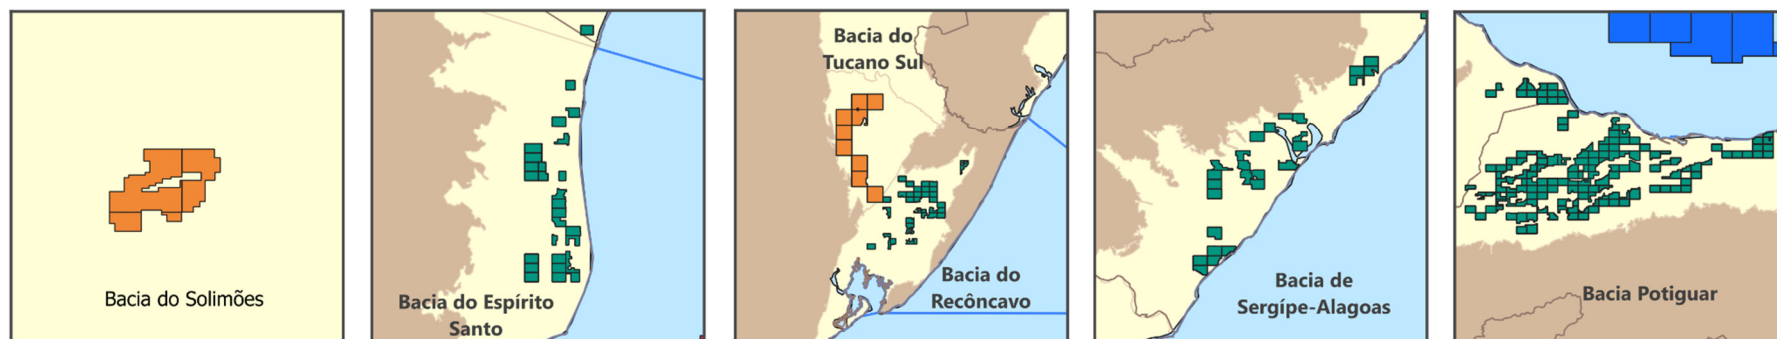 Bacia do Solimões
Bacia do Espírito
Santo
Bacia do
Tucano Sul
Bacia do
Recôncavo
Bacia de
Sergípe-Alagoas
Bacia Potiguar